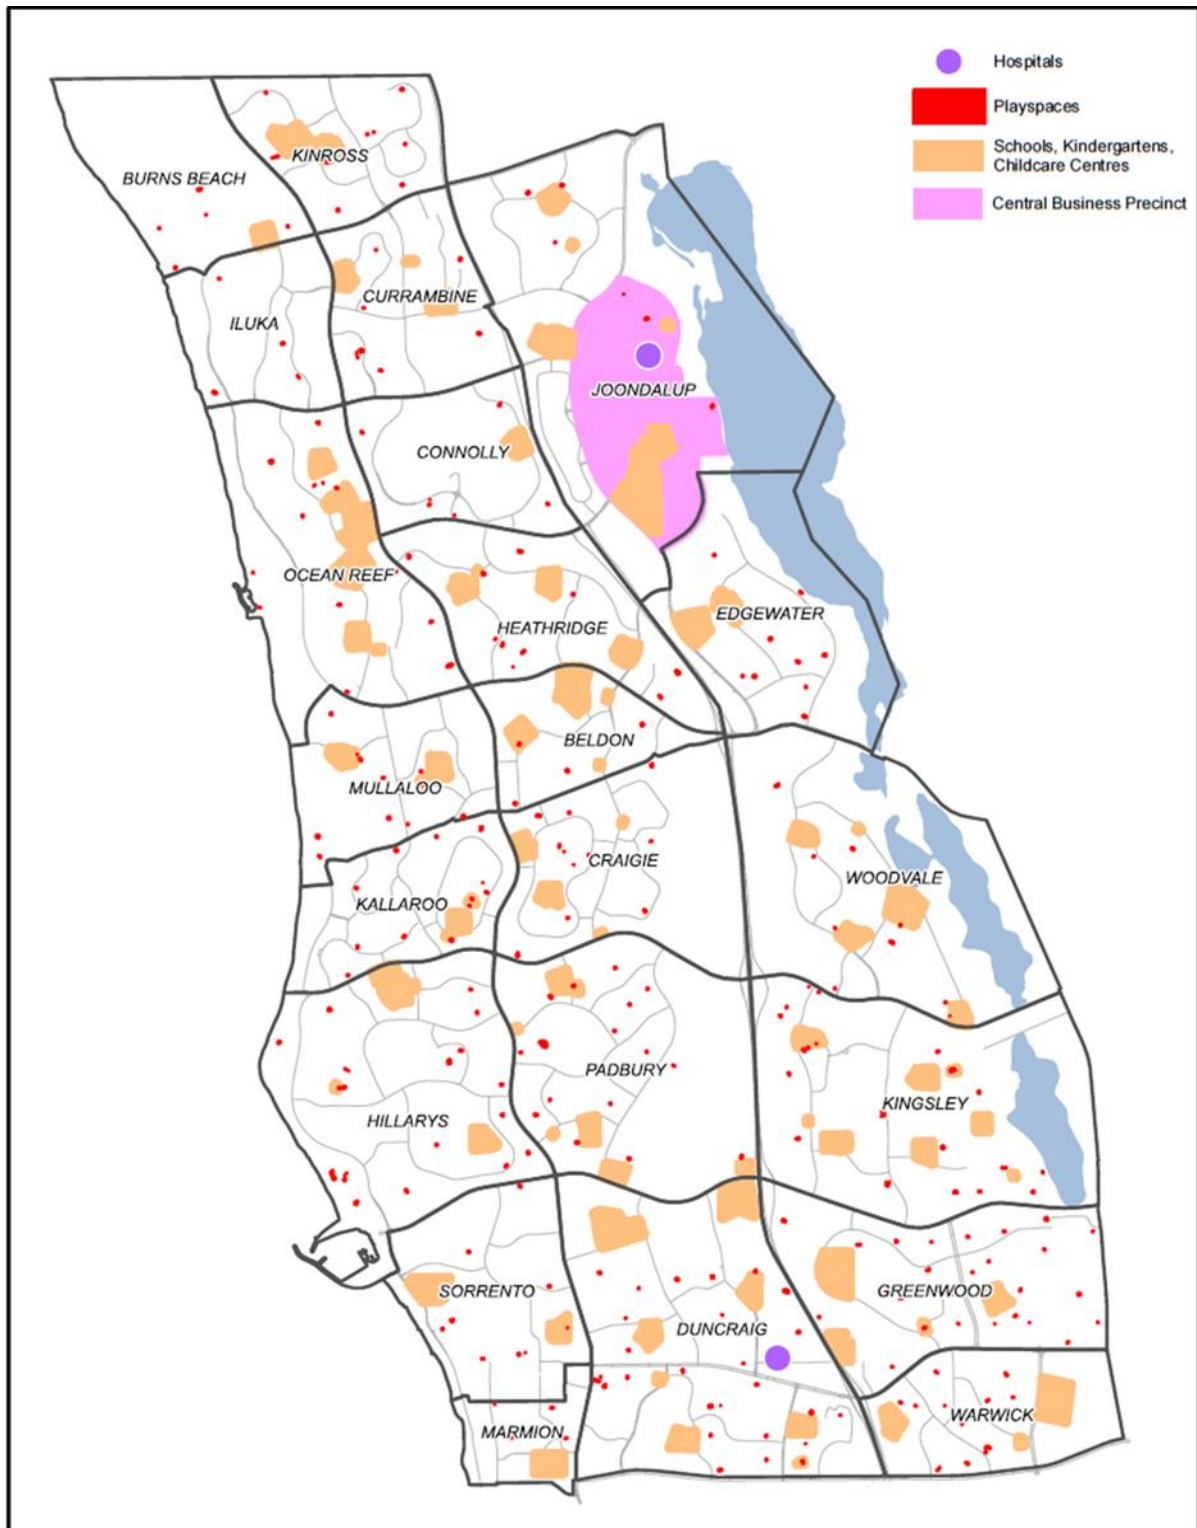 Hospitals
Playspaces
Schools, Kindergartens,
Childcare Centres
Central Business Precinct
KINROSS
BURNS BEACH
CURRAMBINE
ILUKA
JOONDALUP
CONNOLLY
OCEAN REEF
EDGEWATER
HEATHRIDGE
BELDON
MULLALOO
CRAIGIE
WOODVALE
KALLAROO
PADBURY
KINGSLEY
HILLARYS
SORRENTO
GREENWOOD
DUNCRAIG
WARWICK
MARMION